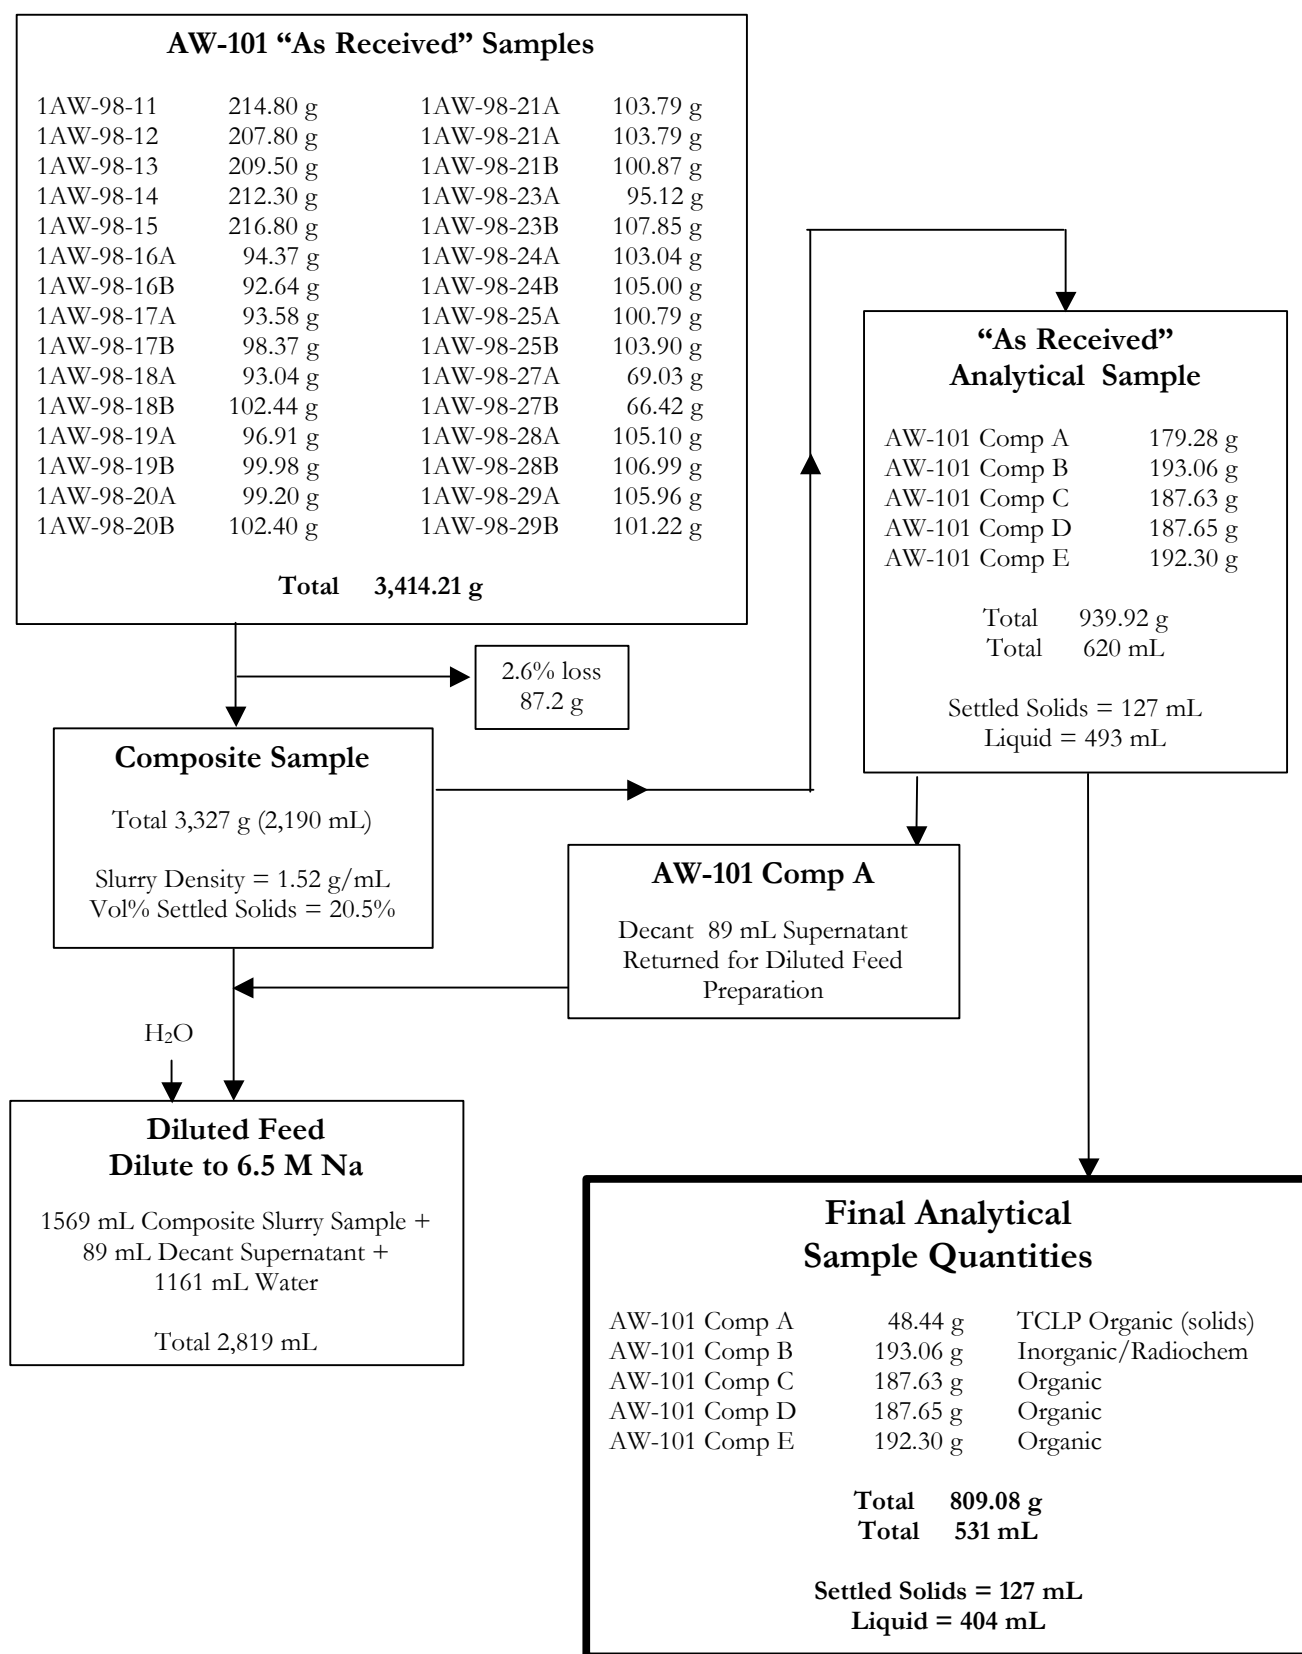 AW-101 “As Received” Samples
1AW-98-11 214.80 g 1AW-98-21A 103.79 g
1AW-98-12 207.80 g 1AW-98-21A 103.79 g
1AW-98-13 209.50 g 1AW-98-21B 100.87 g
1AW-98-14 212.30 g 1AW-98-23A 95.12 g
1AW-98-15 216.80 g 1AW-98-23B 107.85 g
1AW-98-16A 94.37 g 1AW-98-24A 103.04 g
1AW-98-16B 92.64 g 1AW-98-24B 105.00 g
1AW-98-17A 93.58 g 1AW-98-25A 100.79 g
1AW-98-17B 98.37 g 1AW-98-25B 103.90 g
1AW-98-18A 93.04 g 1AW-98-27A 69.03 g
1AW-98-18B 102.44 g 1AW-98-27B 66.42 g
1AW-98-19A 96.91 g 1AW-98-28A 105.10 g
1AW-98-19B 99.98 g 1AW-98-28B 106.99 g
1AW-98-20A 99.20 g 1AW-98-29A 105.96 g
1AW-98-20B 102.40 g 1AW-98-29B 101.22 g
Total 3,414.21 g
2.6% loss
87.2 g
“As Received”
Analytical Sample
AW-101 Comp A 179.28 g
AW-101 Comp B 193.06 g
AW-101 Comp C 187.63 g
AW-101 Comp D 187.65 g
AW-101 Comp E 192.30 g
Total 939.92 g
Total 620 mL
Settled Solids = 127 mL
Liquid = 493 mL
Composite Sample
Total 3,327 g (2,190 mL)
Slurry Density = 1.52 g/mL
Vol% Settled Solids = 20.5%
AW-101 Comp A
Decant 89 mL Supernatant
Returned for Diluted Feed
Preparation
H₂O
Diluted Feed
Dilute to 6.5 M Na
1569 mL Composite Slurry Sample +
89 mL Decant Supernatant +
1161 mL Water
Total 2,819 mL
Final Analytical
Sample Quantities
AW-101 Comp A 48.44 g TCLP Organic (solids)
AW-101 Comp B 193.06 g Inorganic/Radiochem
AW-101 Comp C 187.63 g Organic
AW-101 Comp D 187.65 g Organic
AW-101 Comp E 192.30 g Organic
Total 809.08 g
Total 531 mL
Settled Solids = 127 mL
Liquid = 404 mL